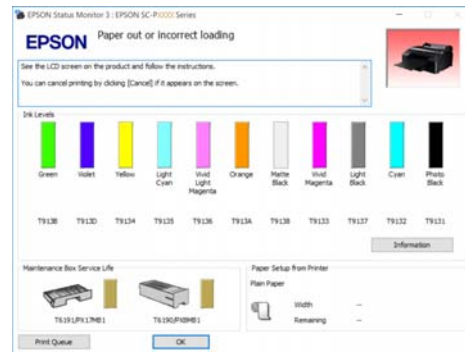 EPSON Status Monitor 3 : EPSON SC-PXXXX Series
EPSON
Paper out or incorrect loading
See the LCD screen on the product and follow the instructions.
You can cancel printing by clicking [Cancel] if it appears on the screen.
Ink Levels
Green Violet Yellow Light Cyan Vivid Light Magenta Orange Matte Black Vivid Magenta Light Black Cyan Photo Black
T913B T913D T9134 T9135 T9136 T913A T9138 T9133 T9137 T9132 T9131
Information
Maintenance Box Service Life
T6191/PX17MB1 T6190/PX8MB1
Paper Setup from Printer
Plain Paper
Width --
Remaining --
Print Queue OK